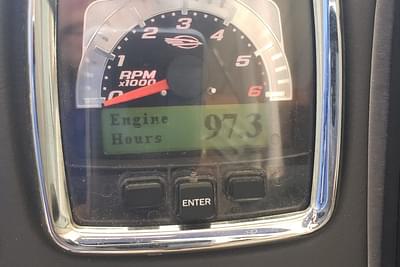 0 1 2 3 4 5 6
RPM
x1000
Engine
Hours 97.3
ENTER